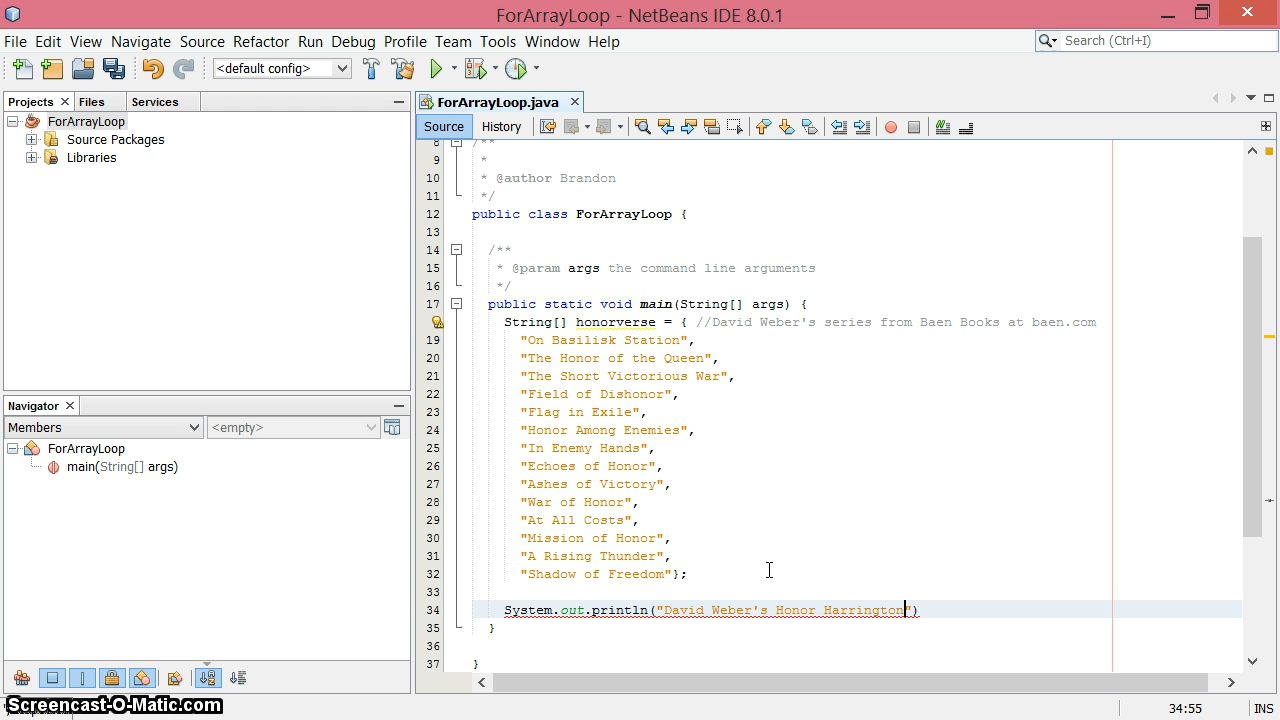 ForArrayLoop - NetBeans IDE 8.0.1
File Edit View Navigate Source Refactor Run Debug Profile Team Tools Window Help
Search (Ctrl+I)
<default config>
Projects Files Services
ForArrayLoop.java
ForArrayLoop
Source Packages
Libraries
Source History
8 /**
9 *
10 * @author Brandon
11 */
12 public class ForArrayLoop {
13
14 /**
15 * @param args the command line arguments
16 */
17 public static void main(String[] args) {
String[] honorverse = { //David Weber's series from Baen Books at baen.com
19 "On Basilisk Station",
20 "The Honor of the Queen",
21 "The Short Victorious War",
22 "Field of Dishonor",
23 "Flag in Exile",
24 "Honor Among Enemies",
25 "In Enemy Hands",
26 "Echoes of Honor",
27 "Ashes of Victory",
28 "War of Honor",
29 "At All Costs",
30 "Mission of Honor",
31 "A Rising Thunder",
32 "Shadow of Freedom"};
33
34 System.out.println("David Weber's Honor Harrington")
35 }
36
37 }
Navigator
Members
<empty>
ForArrayLoop
main(String[] args)
Screencast-O-Matic.com
34:55
INS